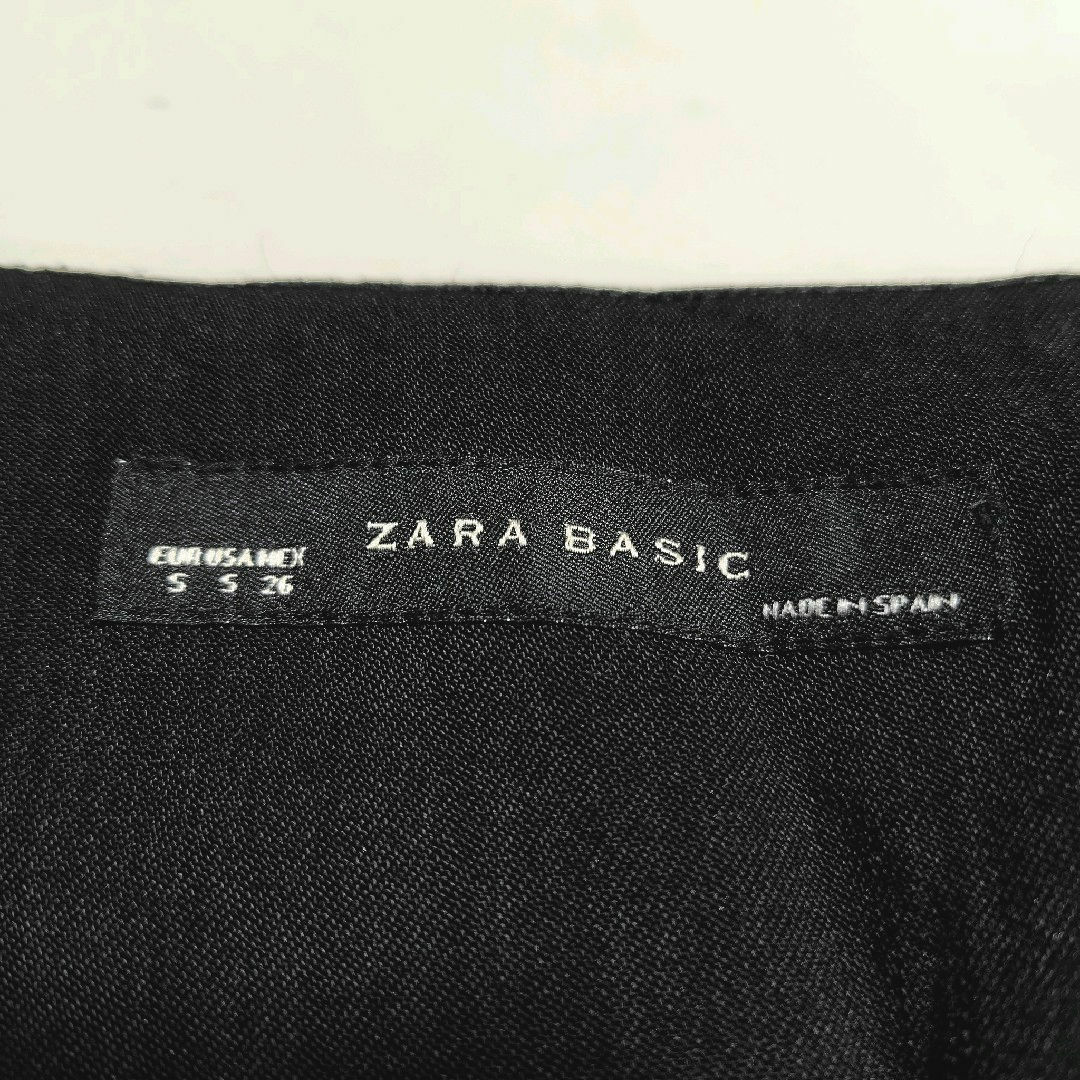 ZARA BASIC
EUR USA MEX
S S 26
MADE IN SPAIN